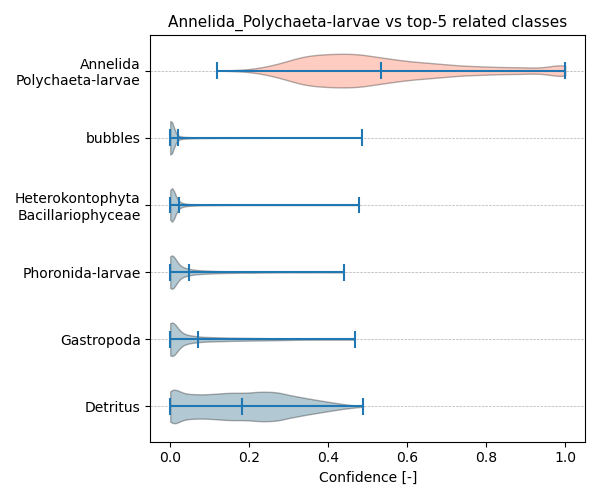 Annelida_Polychaeta-larvae vs top-5 related classes
Annelida
Polychaeta-larvae
bubbles
Heterokontophyta
Bacillariophyceae
Phoronida-larvae
Gastropoda
Detritus
0.0 0.2 0.4 0.6 0.8 1.0
Confidence [-]